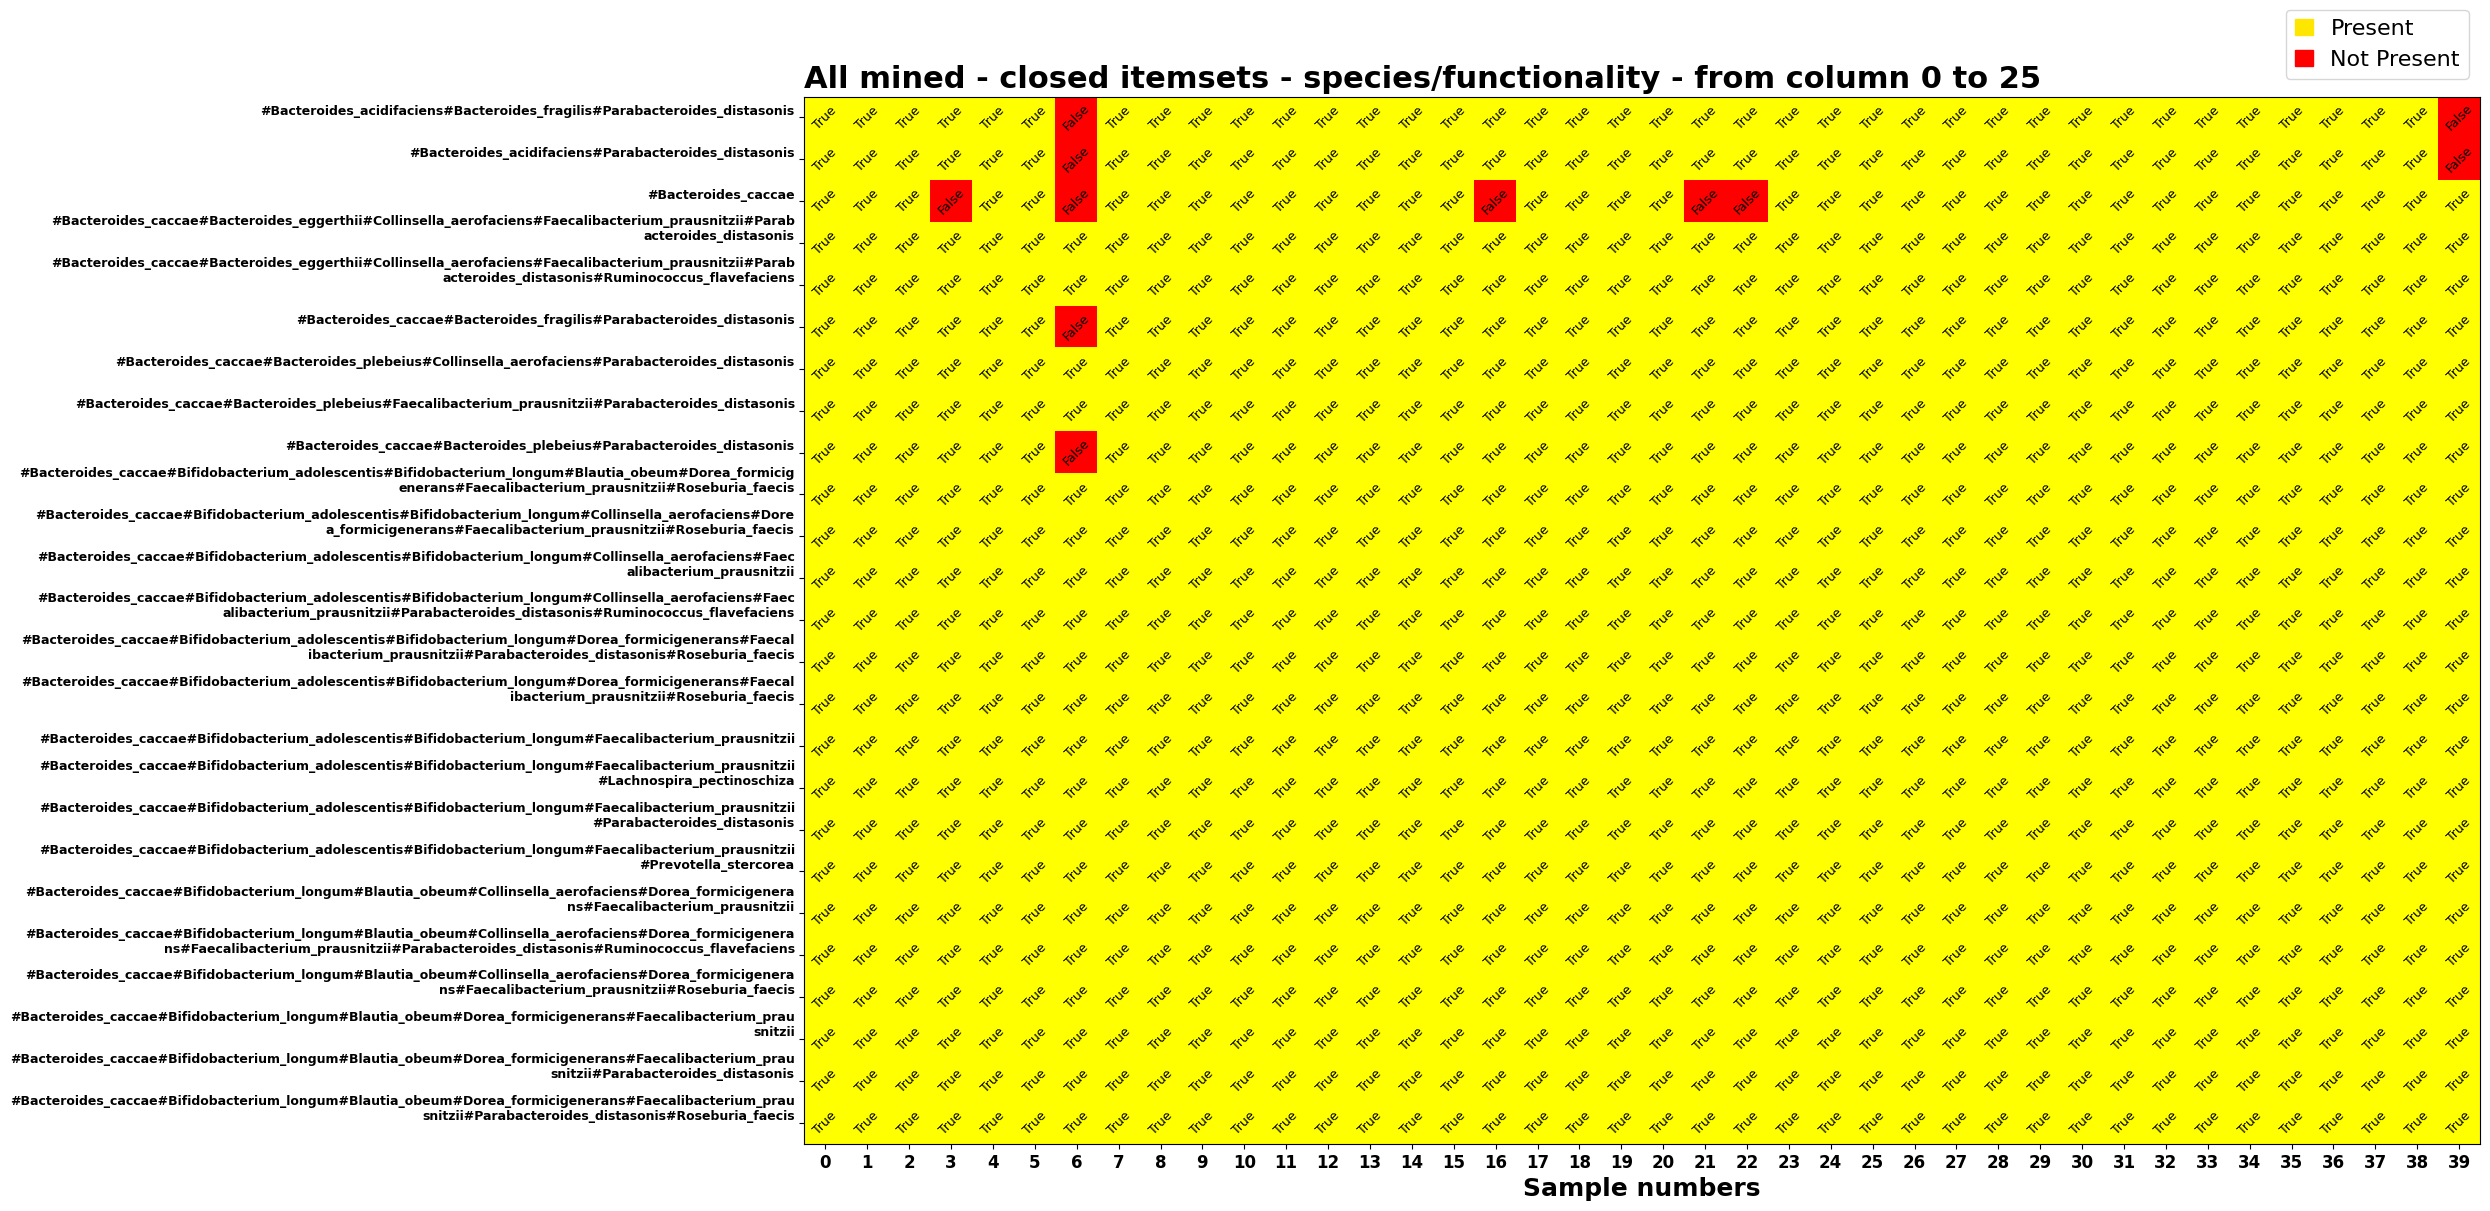 Present
Not Present
All mined - closed itemsets - species/functionality - from column 0 to 25
#Bacteroides_acidifaciens#Bacteroides_fragilis#Parabacteroides_distasonis
True True True True True True False True True True True True True True True True True True True True True True True True True True True True True True True True True True True True True True True False
#Bacteroides_acidifaciens#Parabacteroides_distasonis
True True True True True True False True True True True True True True True True True True True True True True True True True True True True True True True True True True True True True True True False
#Bacteroides_caccae
True True True False True True False True True True True True True True True True False True True True True False False True True True True True True True True True True True True True True True True True
#Bacteroides_caccae#Bacteroides_eggerthii#Collinsella_aerofaciens#Faecalibacterium_prausnitzii#Parab
acteroides_distasonis
True True True True True True True True True True True True True True True True True True True True True True True True True True True True True True True True True True True True True True True True
#Bacteroides_caccae#Bacteroides_eggerthii#Collinsella_aerofaciens#Faecalibacterium_prausnitzii#Parab
acteroides_distasonis#Ruminococcus_flavefaciens
True True True True True True True True True True True True True True True True True True True True True True True True True True True True True True True True True True True True True True True True
#Bacteroides_caccae#Bacteroides_fragilis#Parabacteroides_distasonis
True True True True True True False True True True True True True True True True True True True True True True True True True True True True True True True True True True True True True True True True
#Bacteroides_caccae#Bacteroides_plebeius#Collinsella_aerofaciens#Parabacteroides_distasonis
True True True True True True True True True True True True True True True True True True True True True True True True True True True True True True True True True True True True True True True True
#Bacteroides_caccae#Bacteroides_plebeius#Faecalibacterium_prausnitzii#Parabacteroides_distasonis
True True True True True True True True True True True True True True True True True True True True True True True True True True True True True True True True True True True True True True True True
#Bacteroides_caccae#Bacteroides_plebeius#Parabacteroides_distasonis
True True True True True True False True True True True True True True True True True True True True True True True True True True True True True True True True True True True True True True True True
#Bacteroides_caccae#Bifidobacterium_adolescentis#Bifidobacterium_longum#Blautia_obeum#Dorea_formicig
enerans#Faecalibacterium_prausnitzii#Roseburia_faecis
True True True True True True True True True True True True True True True True True True True True True True True True True True True True True True True True True True True True True True True True
#Bacteroides_caccae#Bifidobacterium_adolescentis#Bifidobacterium_longum#Collinsella_aerofaciens#Dore
a_formicigenerans#Faecalibacterium_prausnitzii#Roseburia_faecis
True True True True True True True True True True True True True True True True True True True True True True True True True True True True True True True True True True True True True True True True
#Bacteroides_caccae#Bifidobacterium_adolescentis#Bifidobacterium_longum#Collinsella_aerofaciens#Faec
alibacterium_prausnitzii
True True True True True True True True True True True True True True True True True True True True True True True True True True True True True True True True True True True True True True True True
#Bacteroides_caccae#Bifidobacterium_adolescentis#Bifidobacterium_longum#Collinsella_aerofaciens#Faec
alibacterium_prausnitzii#Parabacteroides_distasonis#Ruminococcus_flavefaciens
True True True True True True True True True True True True True True True True True True True True True True True True True True True True True True True True True True True True True True True True
#Bacteroides_caccae#Bifidobacterium_adolescentis#Bifidobacterium_longum#Dorea_formicigenerans#Faecal
ibacterium_prausnitzii#Parabacteroides_distasonis#Roseburia_faecis
True True True True True True True True True True True True True True True True True True True True True True True True True True True True True True True True True True True True True True True True
#Bacteroides_caccae#Bifidobacterium_adolescentis#Bifidobacterium_longum#Dorea_formicigenerans#Faecal
ibacterium_prausnitzii#Roseburia_faecis
True True True True True True True True True True True True True True True True True True True True True True True True True True True True True True True True True True True True True True True True
#Bacteroides_caccae#Bifidobacterium_adolescentis#Bifidobacterium_longum#Faecalibacterium_prausnitzii
True True True True True True True True True True True True True True True True True True True True True True True True True True True True True True True True True True True True True True True True
#Bacteroides_caccae#Bifidobacterium_adolescentis#Bifidobacterium_longum#Faecalibacterium_prausnitzii
#Lachnospira_pectinoschiza
True True True True True True True True True True True True True True True True True True True True True True True True True True True True True True True True True True True True True True True True
#Bacteroides_caccae#Bifidobacterium_adolescentis#Bifidobacterium_longum#Faecalibacterium_prausnitzii
#Parabacteroides_distasonis
True True True True True True True True True True True True True True True True True True True True True True True True True True True True True True True True True True True True True True True True
#Bacteroides_caccae#Bifidobacterium_adolescentis#Bifidobacterium_longum#Faecalibacterium_prausnitzii
#Prevotella_stercorea
True True True True True True True True True True True True True True True True True True True True True True True True True True True True True True True True True True True True True True True True
#Bacteroides_caccae#Bifidobacterium_longum#Blautia_obeum#Collinsella_aerofaciens#Dorea_formicigenera
ns#Faecalibacterium_prausnitzii
True True True True True True True True True True True True True True True True True True True True True True True True True True True True True True True True True True True True True True True True
#Bacteroides_caccae#Bifidobacterium_longum#Blautia_obeum#Collinsella_aerofaciens#Dorea_formicigenera
ns#Faecalibacterium_prausnitzii#Parabacteroides_distasonis#Ruminococcus_flavefaciens
True True True True True True True True True True True True True True True True True True True True True True True True True True True True True True True True True True True True True True True True
#Bacteroides_caccae#Bifidobacterium_longum#Blautia_obeum#Collinsella_aerofaciens#Dorea_formicigenera
ns#Faecalibacterium_prausnitzii#Roseburia_faecis
True True True True True True True True True True True True True True True True True True True True True True True True True True True True True True True True True True True True True True True True
#Bacteroides_caccae#Bifidobacterium_longum#Blautia_obeum#Dorea_formicigenerans#Faecalibacterium_prau
snitzii
True True True True True True True True True True True True True True True True True True True True True True True True True True True True True True True True True True True True True True True True
#Bacteroides_caccae#Bifidobacterium_longum#Blautia_obeum#Dorea_formicigenerans#Faecalibacterium_prau
snitzii#Parabacteroides_distasonis
True True True True True True True True True True True True True True True True True True True True True True True True True True True True True True True True True True True True True True True True
#Bacteroides_caccae#Bifidobacterium_longum#Blautia_obeum#Dorea_formicigenerans#Faecalibacterium_prau
snitzii#Parabacteroides_distasonis#Roseburia_faecis
True True True True True True True True True True True True True True True True True True True True True True True True True True True True True True True True True True True True True True True True
0 1 2 3 4 5 6 7 8 9 10 11 12 13 14 15 16 17 18 19 20 21 22 23 24 25 26 27 28 29 30 31 32 33 34 35 36 37 38 39
Sample numbers